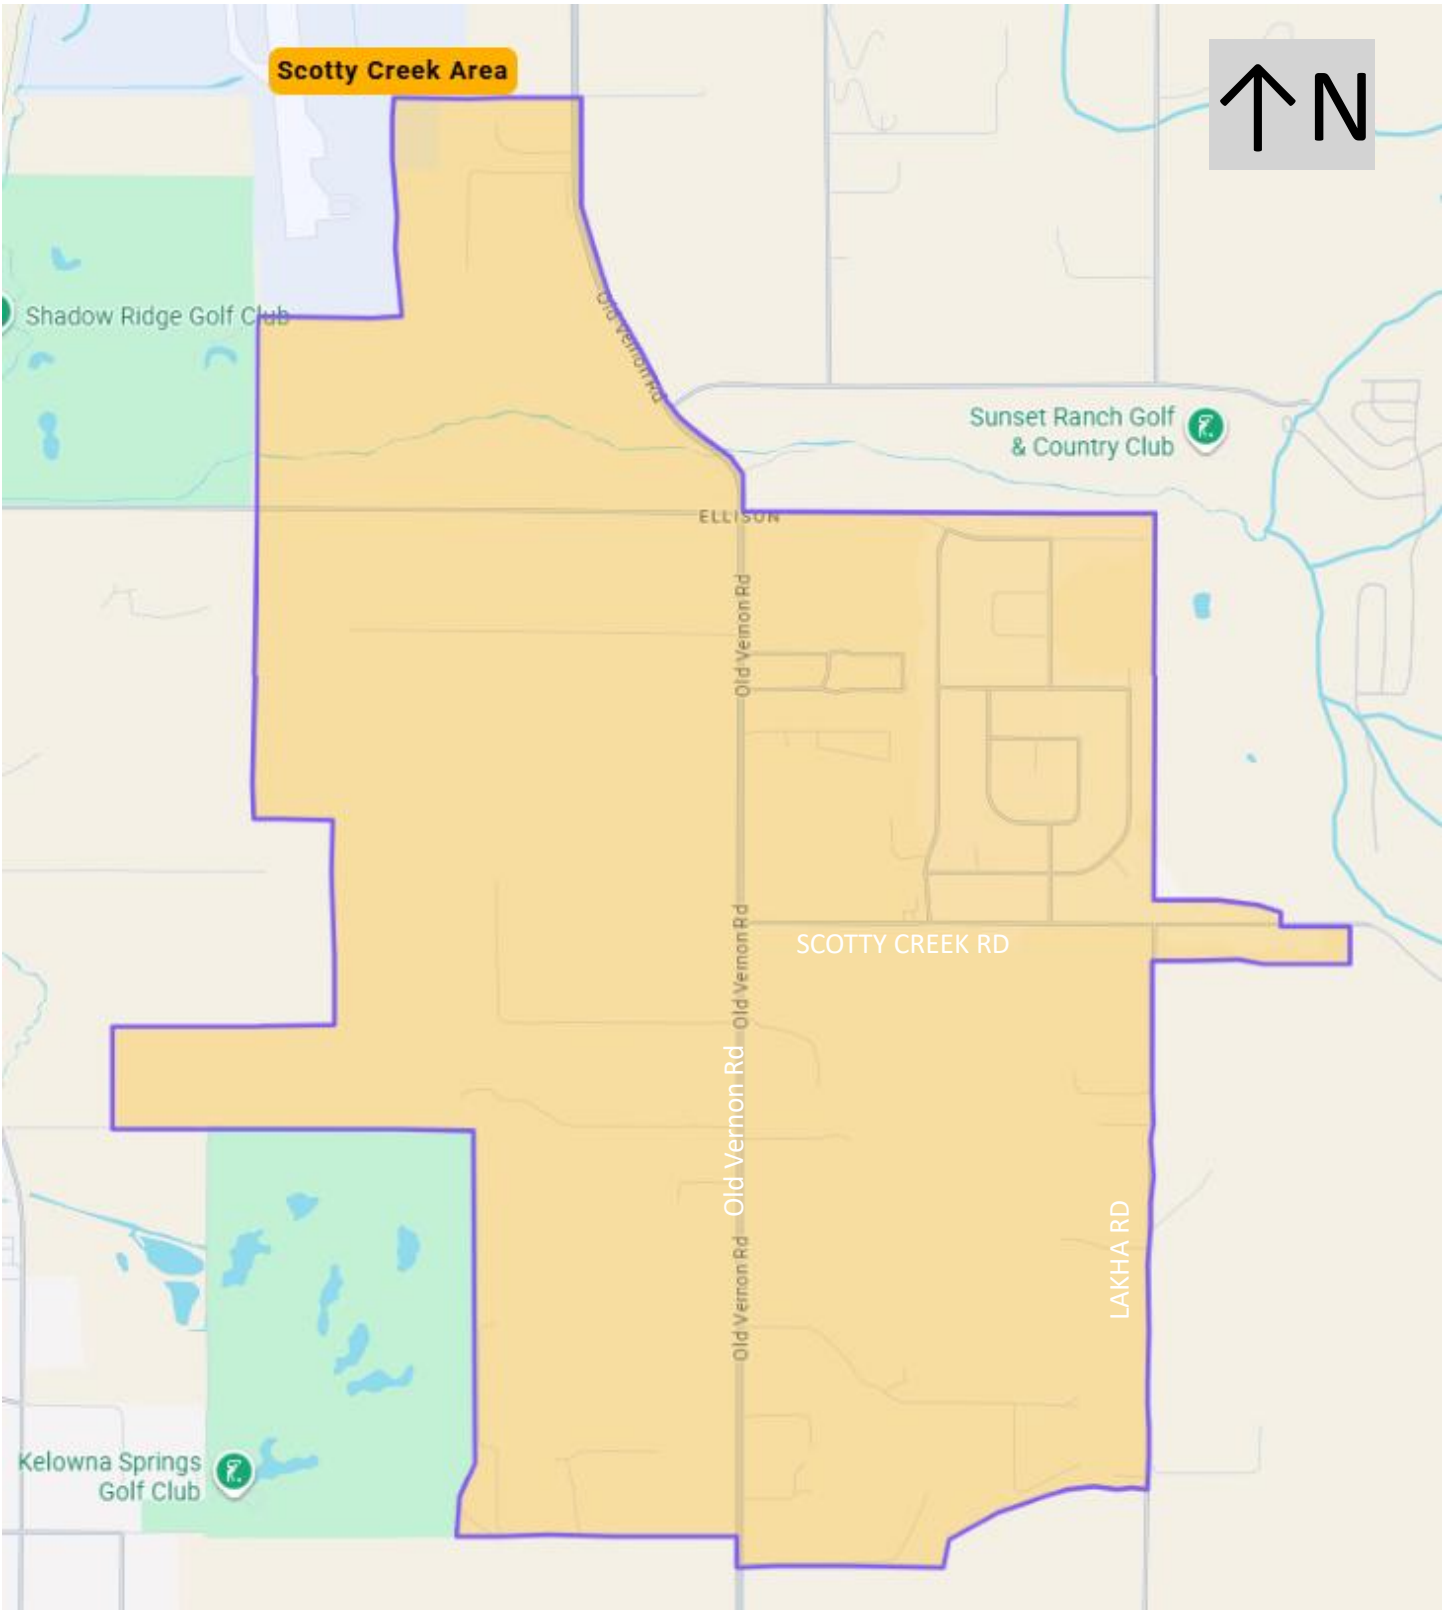 Scotty Creek Area
N
Shadow Ridge Golf Club
Old Vernon Rd
Sunset Ranch Golf
& Country Club
ELLISON
Old Vernon Rd
Old Vernon Rd
SCOTTY CREEK RD
Old Vernon Rd
LAKHA RD
Old Vernon Rd
Kelowna Springs
Golf Club